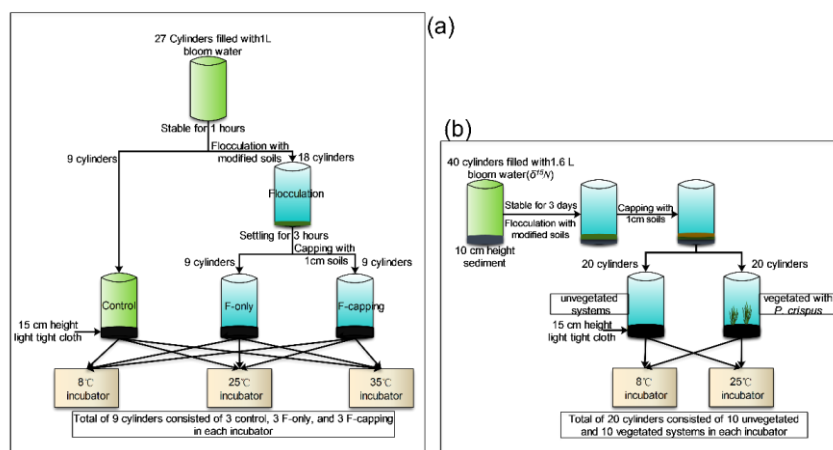 (a)
27 Cylinders filled with1L
bloom water
Stable for 1 hours
9 cylinders
Flocculation with
modified soils
18 cylinders
Flocculation
Settling for 3 hours
Capping with
1cm soils
9 cylinders
9 cylinders
Control
F-only
F-capping
15 cm height
light tight cloth
8℃
incubator
25℃
incubator
35℃
incubator
Total of 9 cylinders consisted of 3 control, 3 F-only, and 3 F-capping
in each incubator
(b)
40 cylinders filled with1.6 L
bloom water(δ¹⁵N)
Stable for 3 days
Flocculation with
modified soils
Capping with
1cm soils
10 cm height
sediment
20 cylinders
20 cylinders
unvegetated
systems
vegetated with
P. crispus
15 cm height
light tight cloth
8℃
incubator
25℃
incubator
Total of 20 cylinders consisted of 10 unvegetated
and 10 vegetated systems in each incubator